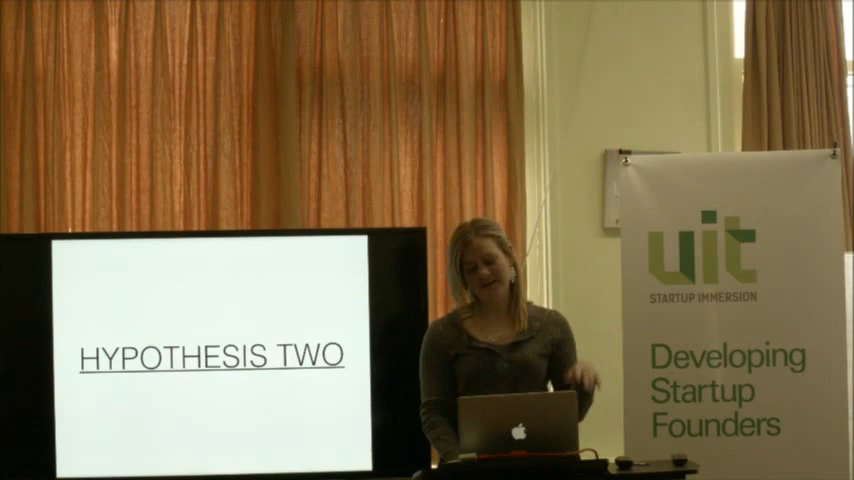 HYPOTHESIS TWO
uit
STARTUP IMMERSION
Developing
Startup
Founders